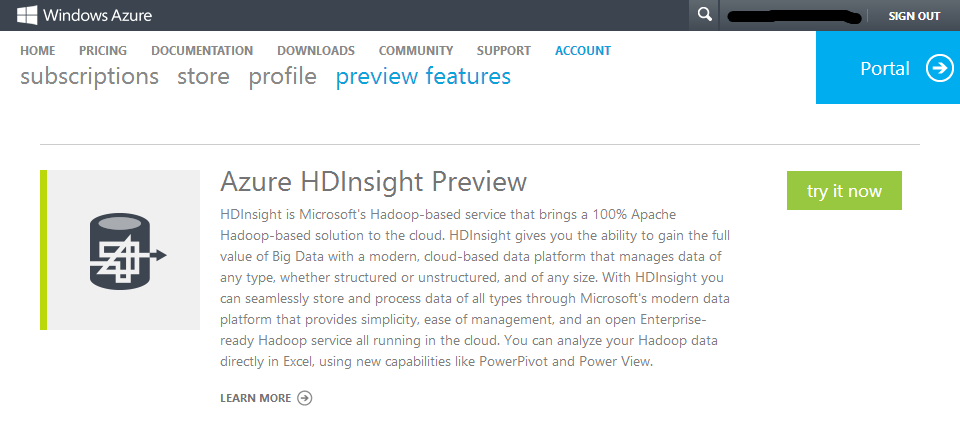 Windows Azure
SIGN OUT
HOME PRICING DOCUMENTATION DOWNLOADS COMMUNITY SUPPORT ACCOUNT
subscriptions store profile preview features
Portal
Azure HDInsight Preview
try it now
HDInsight is Microsoft's Hadoop-based service that brings a 100% Apache
Hadoop-based solution to the cloud. HDInsight gives you the ability to gain the full
value of Big Data with a modern, cloud-based data platform that manages data of
any type, whether structured or unstructured, and of any size. With HDInsight you
can seamlessly store and process data of all types through Microsoft's modern data
platform that provides simplicity, ease of management, and an open Enterprise-
ready Hadoop service all running in the cloud. You can analyze your Hadoop data
directly in Excel, using new capabilities like PowerPivot and Power View.
LEARN MORE